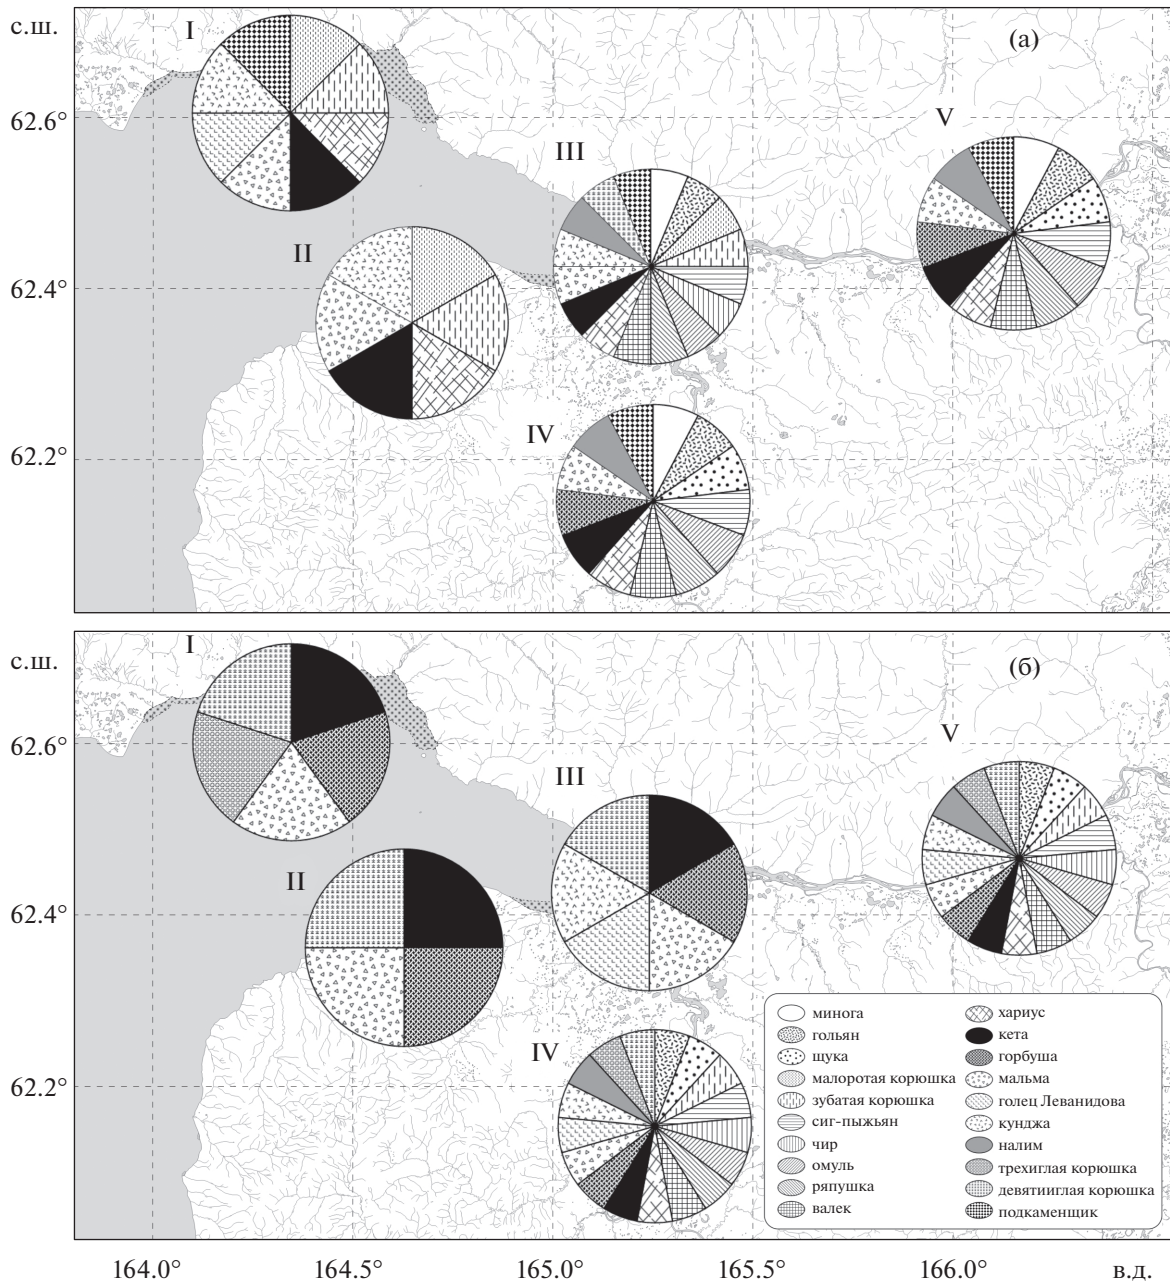 с.ш.
I
(а)
62.6°
V
III
II
62.4°
IV
62.2°
I
с.ш.
(б)
62.6°
V
III
II
62.4°
IV
62.2°
минога
гольян
щука
малоротая корюшка
зубатая корюшка
сиг-пыжьян
чир
омуль
ряпушка
валек
хариус
кета
горбуша
мальма
голец Леванидова
кунджа
налим
трехиглая корюшка
девятииглая корюшка
подкаменщик
164.0°
164.5°
165.0°
165.5°
166.0°
в.д.